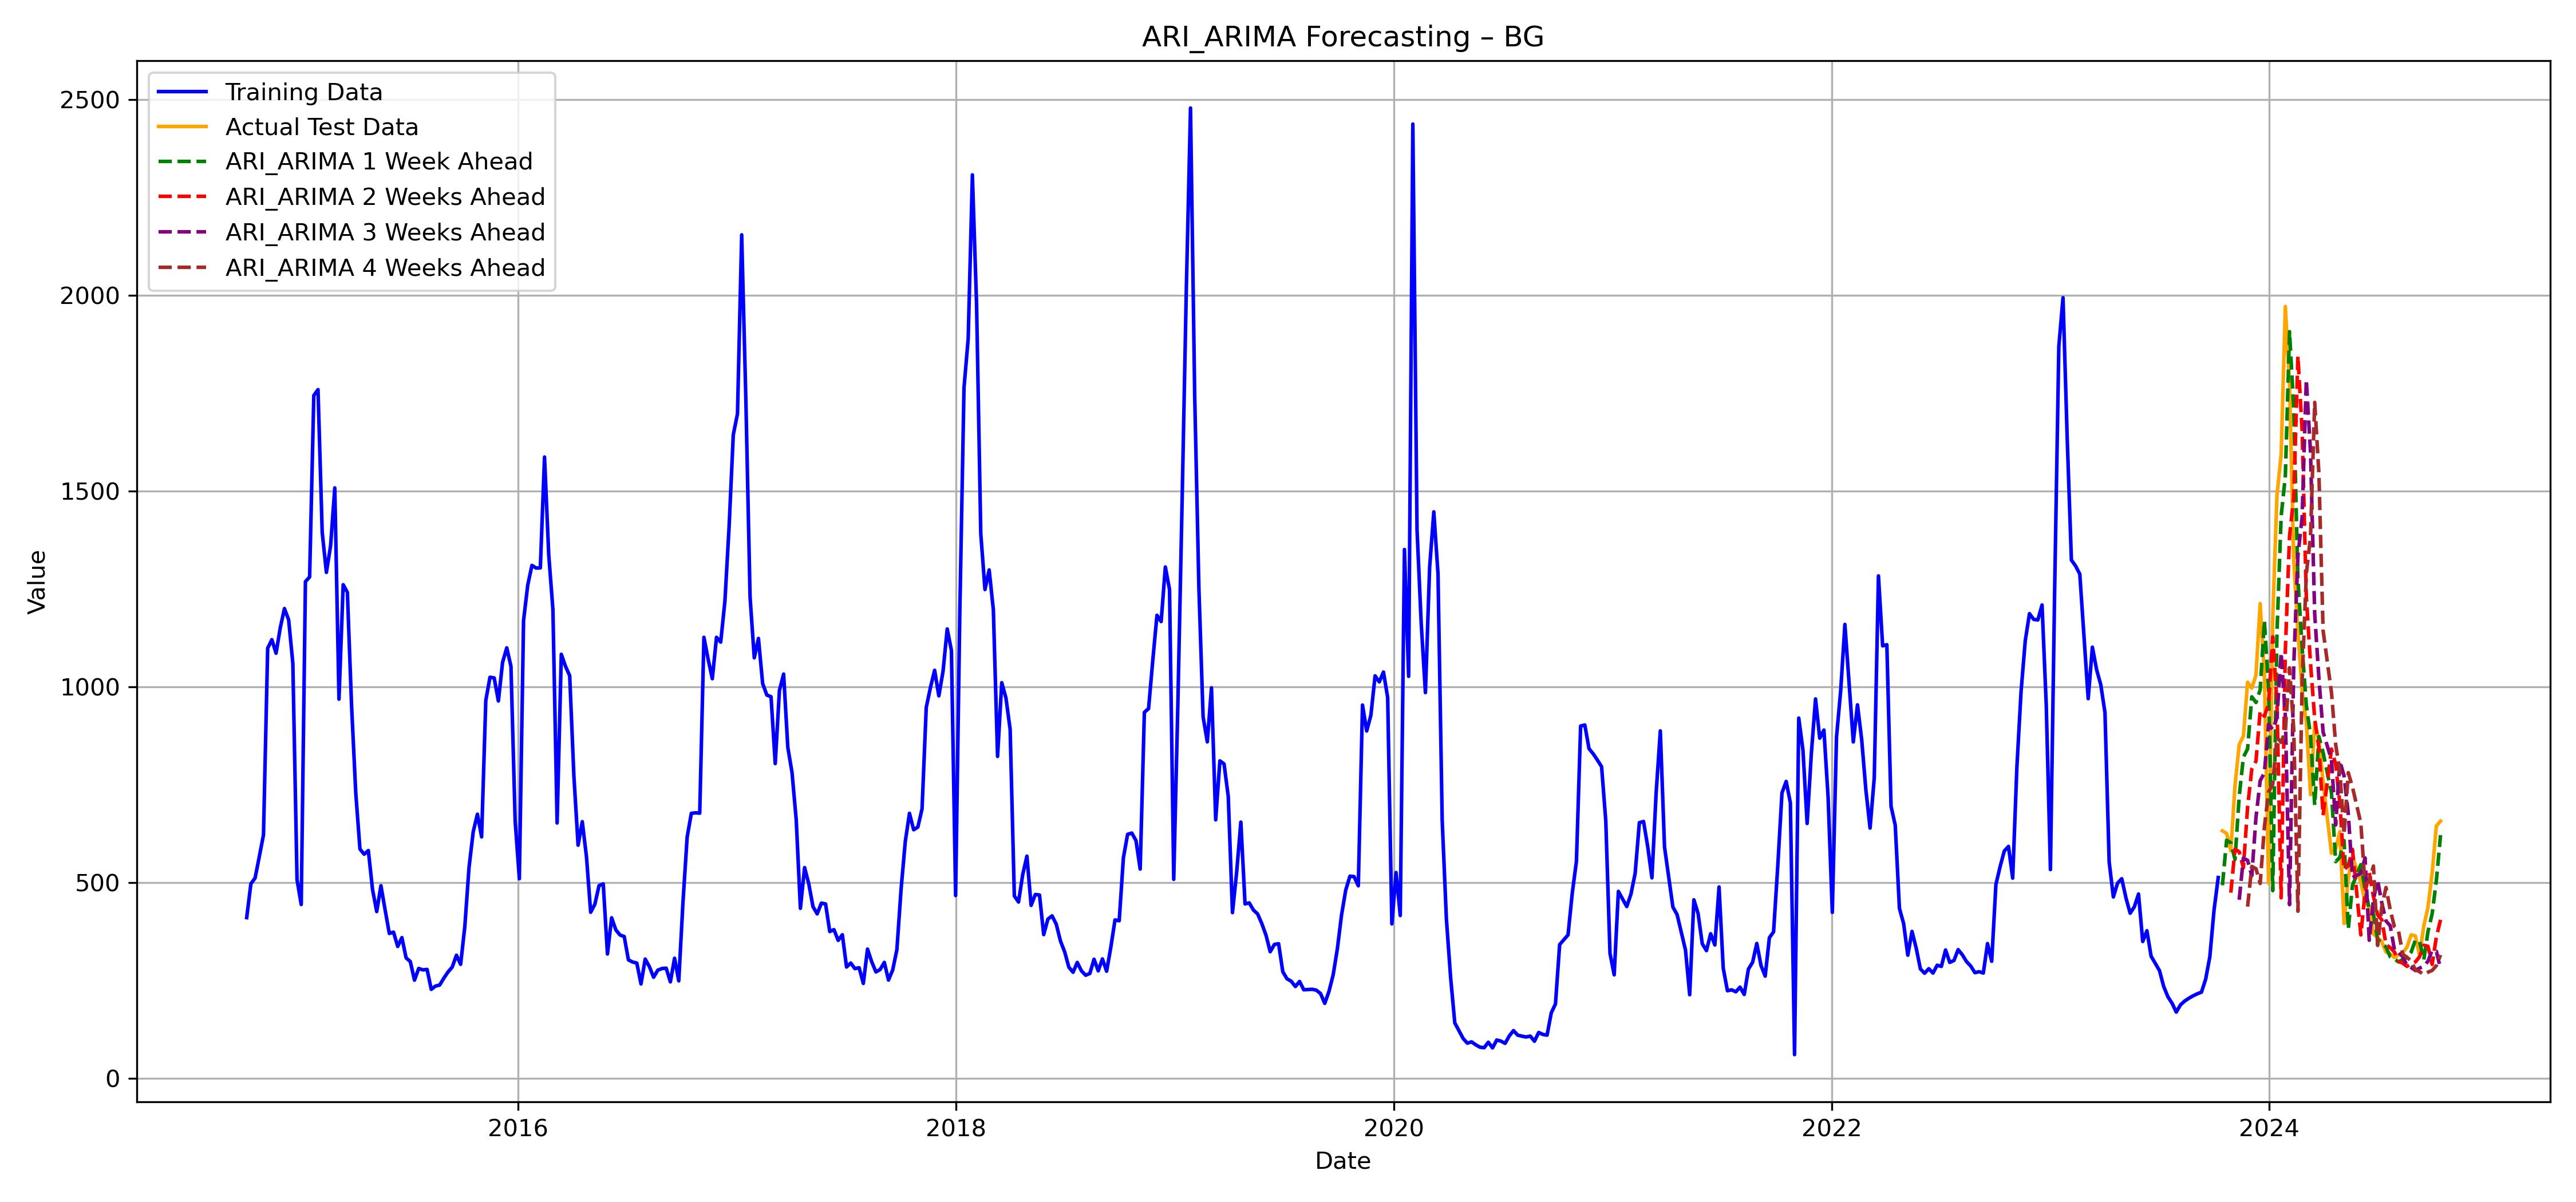 ARI_ARIMA Forecasting – BG
Training Data
Actual Test Data
ARI_ARIMA 1 Week Ahead
ARI_ARIMA 2 Weeks Ahead
ARI_ARIMA 3 Weeks Ahead
ARI_ARIMA 4 Weeks Ahead
2500
2000
1500
1000
500
0
Value
2016
2018
2020
2022
2024
Date